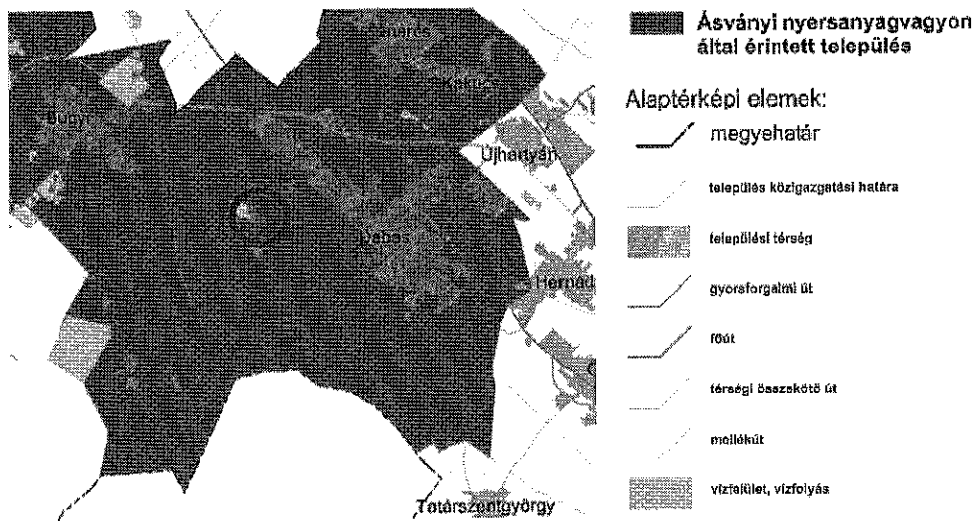 Ásványi nyersanyagvagyon
által érintett település
Alaptérképi elemek:
megyehatár
település közigazgatási határa
települési térség
gyorsforgalmi út
főút
térségi összekötő út
mellékút
vízfelület, vízfolyás
Újhartyán
Dabas
Hernád
Tatárszentgyörgy